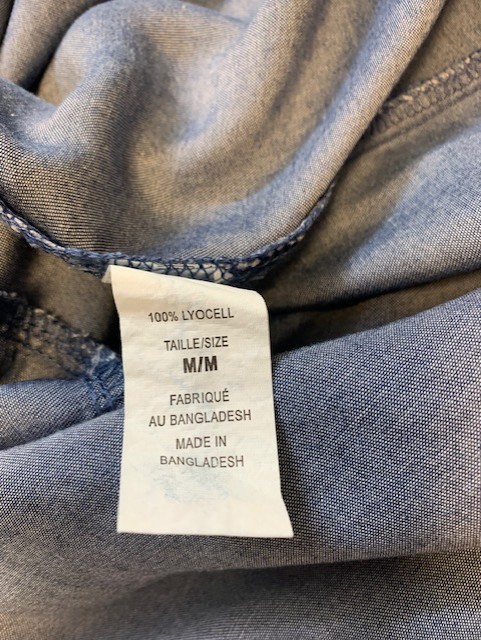 100% LYOCELL
TAILLE/SIZE
M/M
FABRIQUÉ
AU BANGLADESH
MADE IN
BANGLADESH